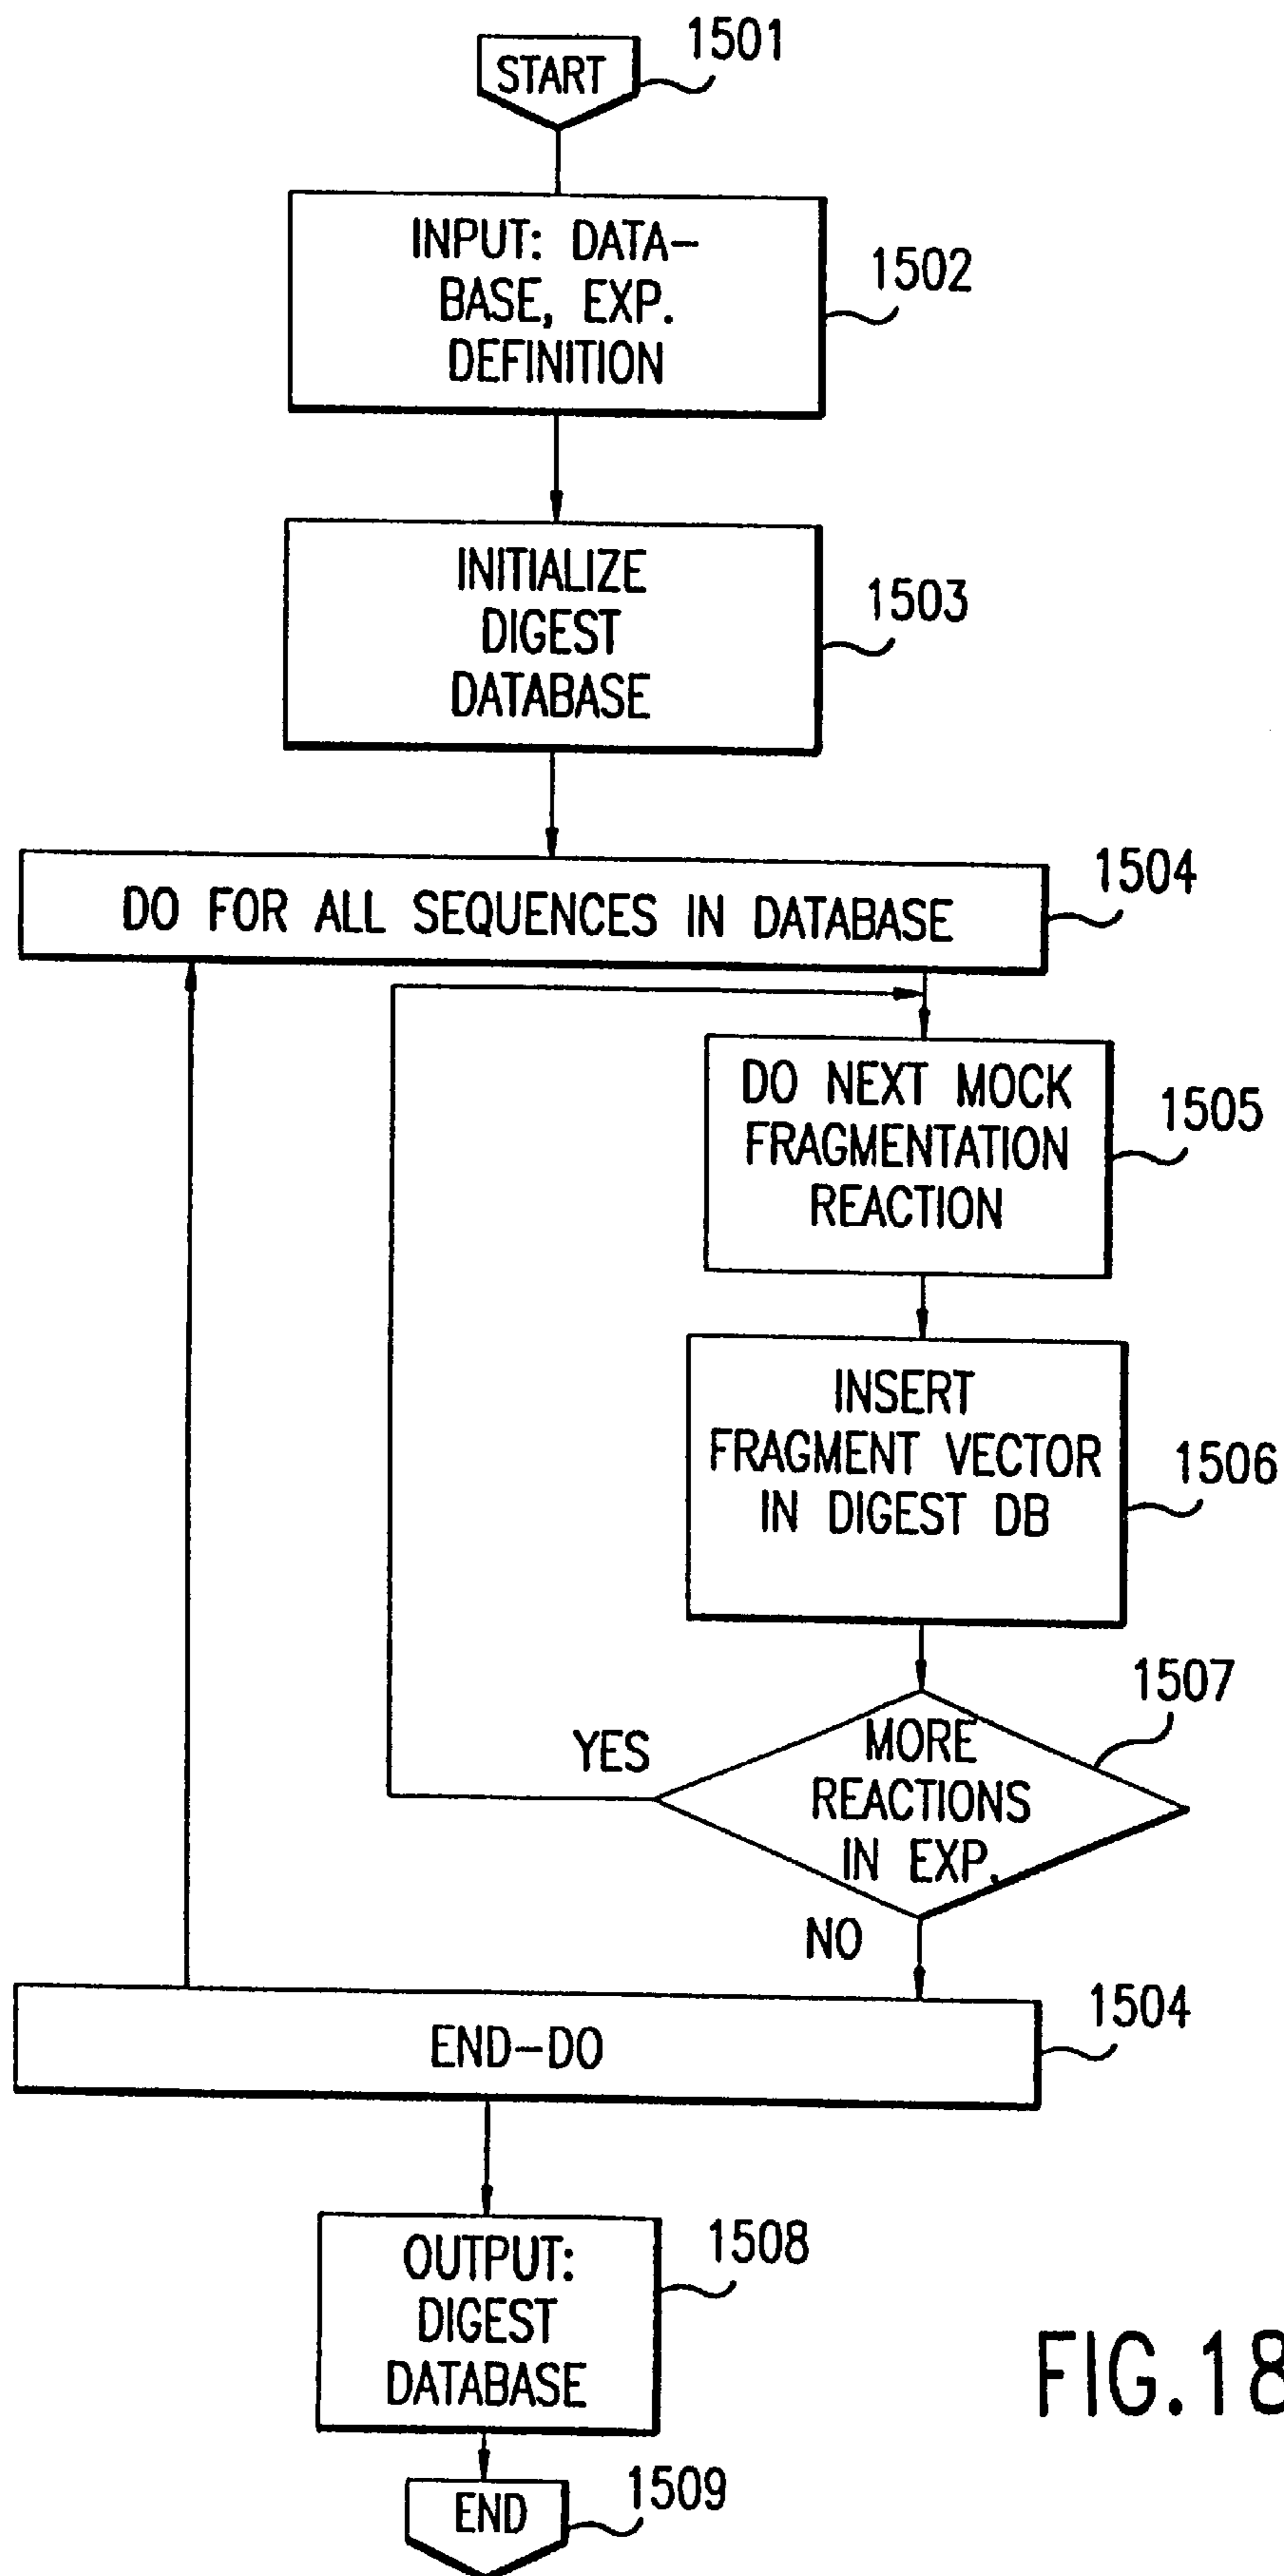 START
1501
INPUT: DATA-
BASE, EXP.
DEFINITION
1502
INITIALIZE
DIGEST
DATABASE
1503
DO FOR ALL SEQUENCES IN DATABASE
1504
DO NEXT MOCK
FRAGMENTATION
REACTION
1505
INSERT
FRAGMENT VECTOR
IN DIGEST DB
1506
MORE
REACTIONS
IN EXP.
1507
YES
NO
END-DO
1504
OUTPUT:
DIGEST
DATABASE
1508
END
1509
FIG.18